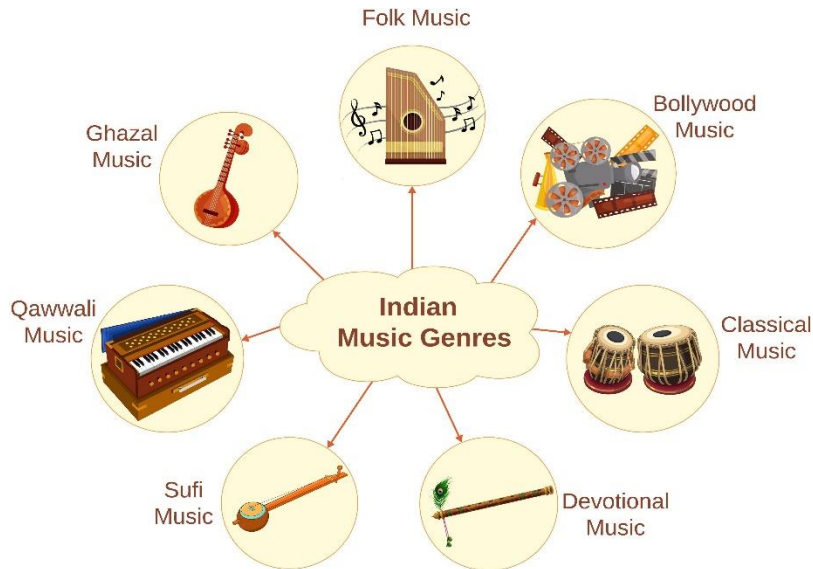 Folk Music
Bollywood
Music
Ghazal
Music
Indian
Music Genres
Qawwali
Music
Classical
Music
Sufi
Music
Devotional
Music